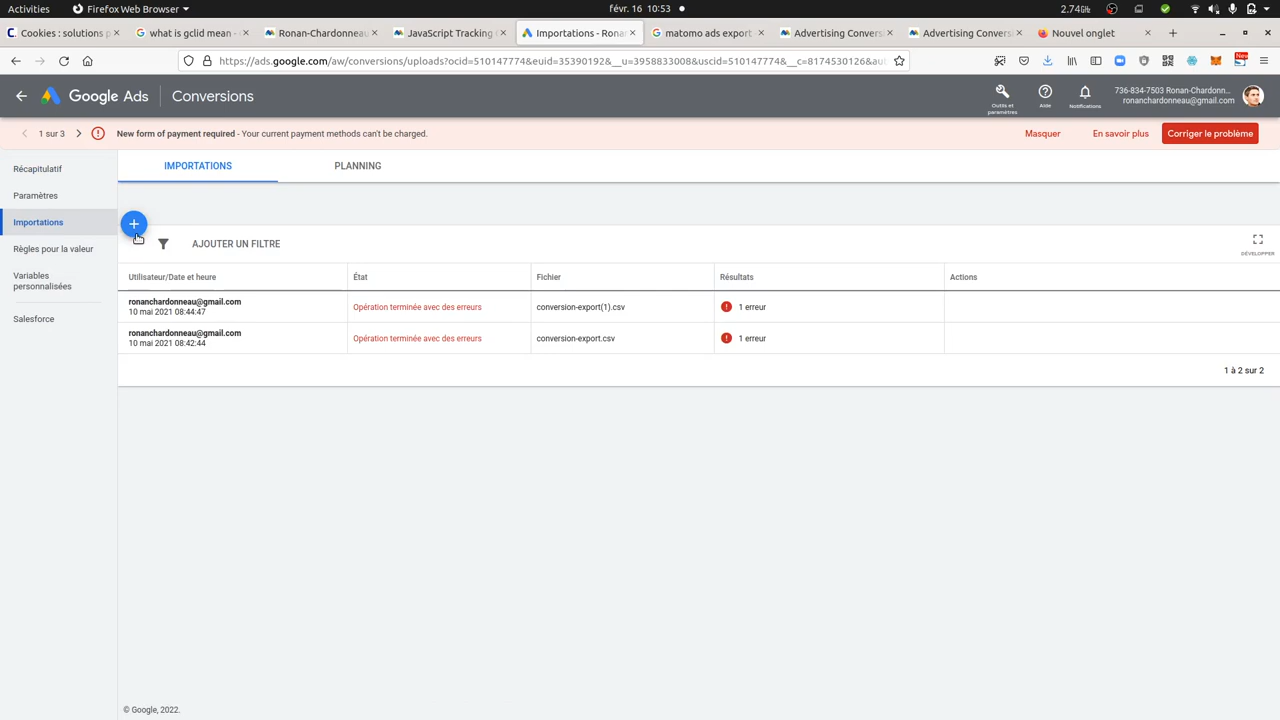 Activities
Firefox Web Browser
févr. 16 10:53
2.74GHz
Cookies : solutions p
what is gclid mean -
Ronan-Chardonneau
JavaScript Tracking
Importations - Ronan
matomo ads export
Advertising Convers
Advertising Convers
Nouvel onglet
https://ads.google.com/aw/conversions/uploads?ocid=510147774&euid=35390192&__u=3958833008&uscid=510147774&__c=8174530126&aut
New
Google Ads
Conversions
Outils et paramètres
Aide
Notifications
736-834-7503 Ronan-Chardonn...
ronanchardonneau@gmail.com
1 sur 3
New form of payment required - Your current payment methods can't be charged.
Masquer
En savoir plus
Corriger le problème
Récapitulatif
Paramètres
Importations
Règles pour la valeur
Variables
personnalisées
Salesforce
IMPORTATIONS
PLANNING
AJOUTER UN FILTRE
DÉVELOPPER
Utilisateur/Date et heure
État
Fichier
Résultats
Actions
ronanchardonneau@gmail.com
10 mai 2021 08:44:47
Opération terminée avec des erreurs
conversion-export(1).csv
1 erreur
ronanchardonneau@gmail.com
10 mai 2021 08:42:44
Opération terminée avec des erreurs
conversion-export.csv
1 erreur
1 à 2 sur 2
© Google, 2022.